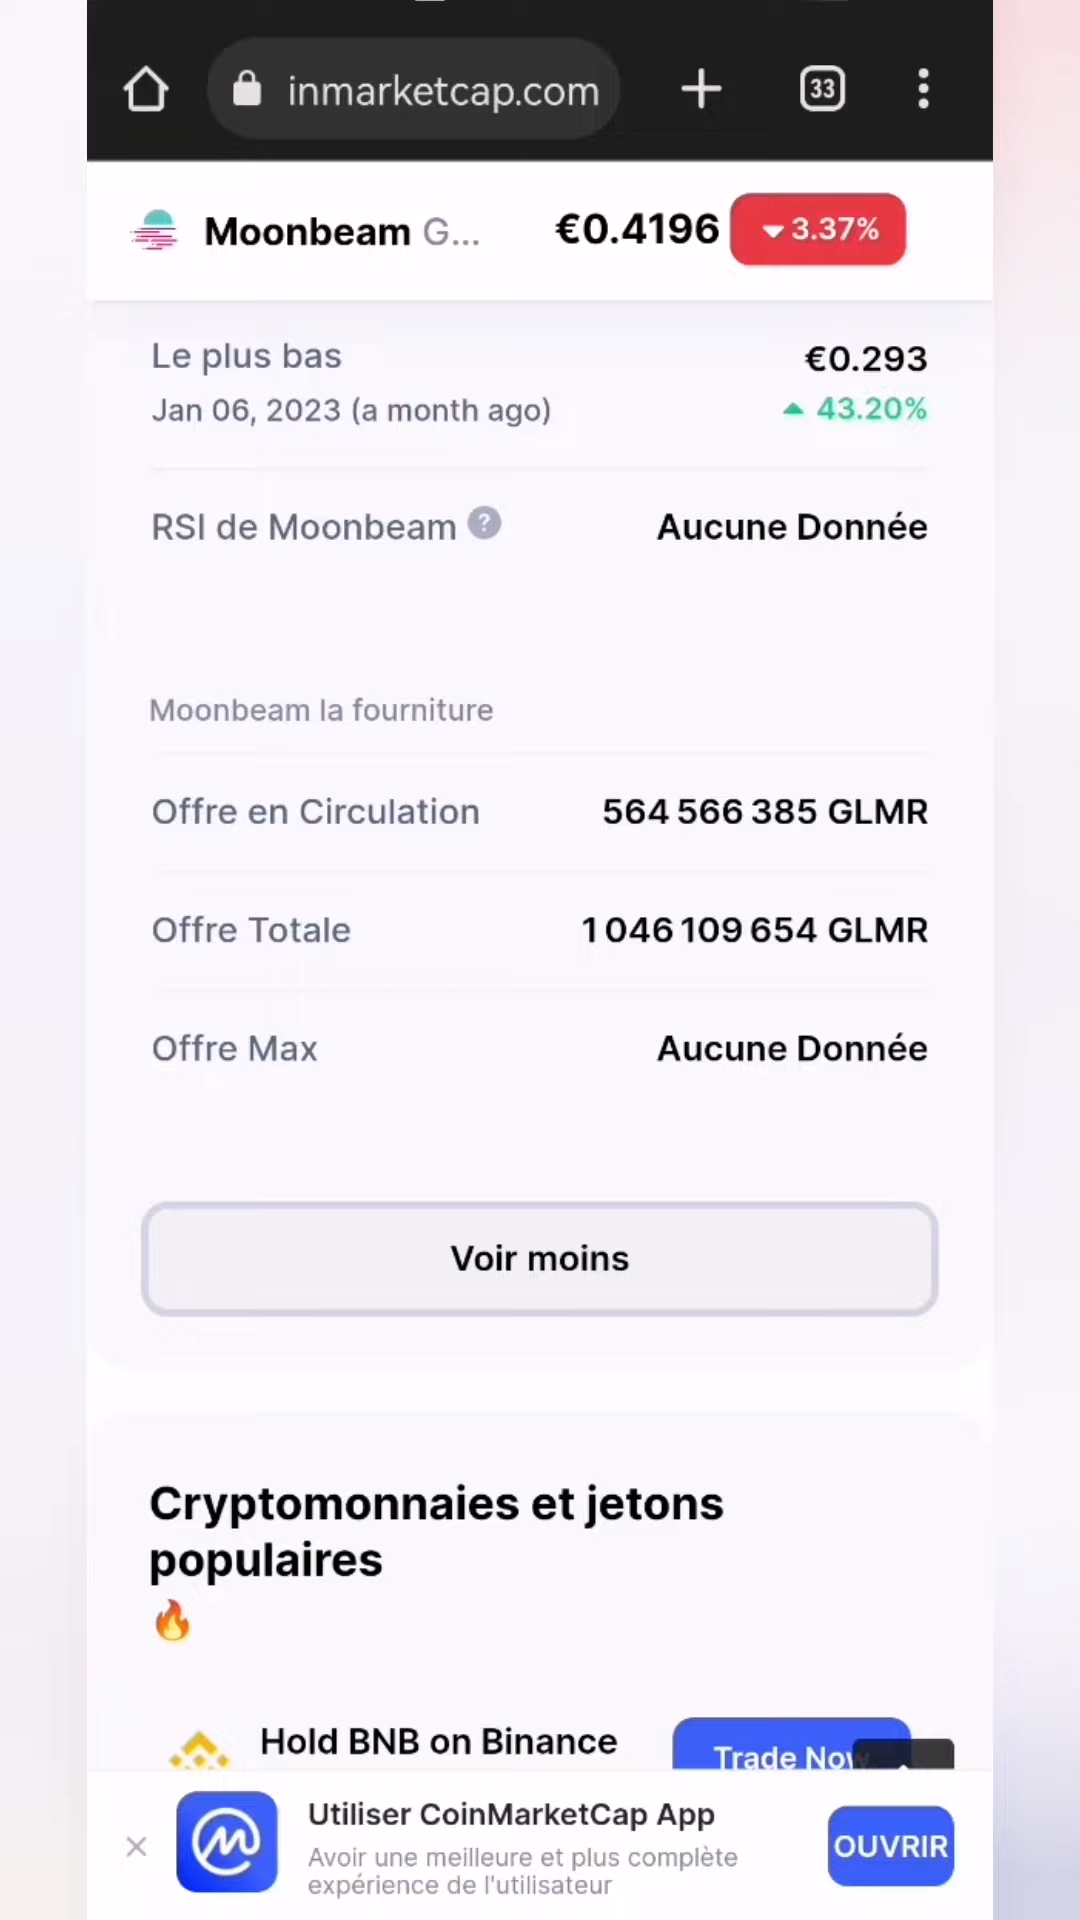 inmarketcap.com
33
Moonbeam G... €0.4196 3.37%
Le plus bas €0.293
Jan 06, 2023 (a month ago) 43.20%
RSI de Moonbeam ? Aucune Donnée
Moonbeam la fourniture
Offre en Circulation 564 566 385 GLMR
Offre Totale 1 046 109 654 GLMR
Offre Max Aucune Donnée
Voir moins
Cryptomonnaies et jetons
populaires
Hold BNB on Binance Trade Now
Utiliser CoinMarketCap App
Avoir une meilleure et plus complète
expérience de l'utilisateur
OUVRIR